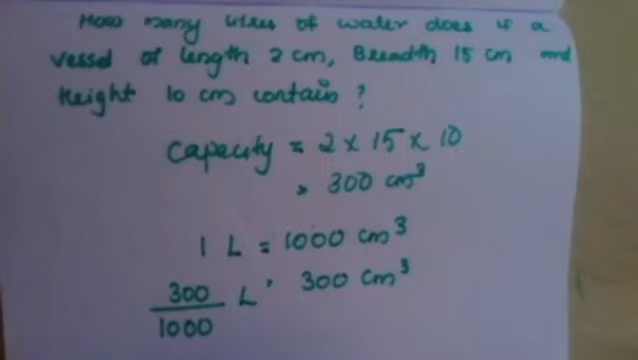 How many litres of water does is a
vessel of length 2 cm, Breadth 15 cm and
Height 10 cm contain ?
Capacity = 2 x 15 x 10
= 300 cm³
1 L = 1000 cm³
300/1000 L = 300 cm³